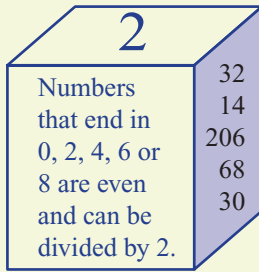 2
Numbers
that end in
0, 2, 4, 6 or
8 are even
and can be
divided by 2.
32
14
206
68
30